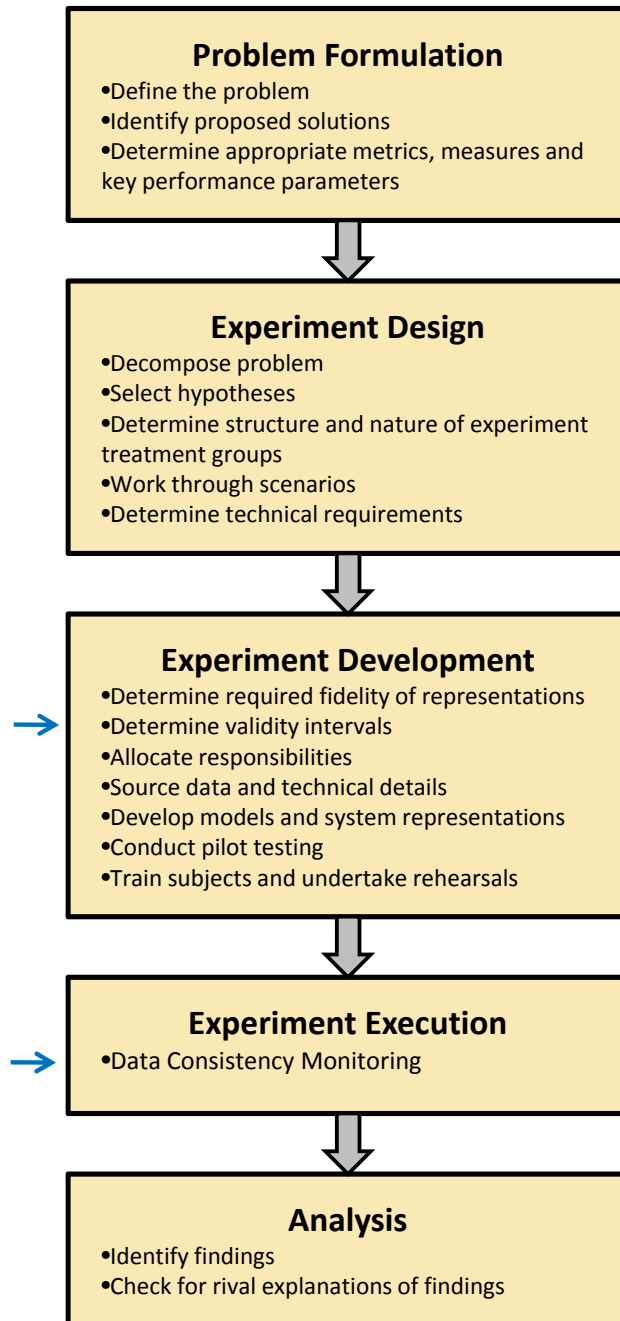 Problem Formulation
•Define the problem
•Identify proposed solutions
•Determine appropriate metrics, measures and
key performance parameters
Experiment Design
•Decompose problem
•Select hypotheses
•Determine structure and nature of experiment
treatment groups
•Work through scenarios
•Determine technical requirements
Experiment Development
•Determine required fidelity of representations
•Determine validity intervals
•Allocate responsibilities
•Source data and technical details
•Develop models and system representations
•Conduct pilot testing
•Train subjects and undertake rehearsals
Experiment Execution
•Data Consistency Monitoring
Analysis
•Identify findings
•Check for rival explanations of findings